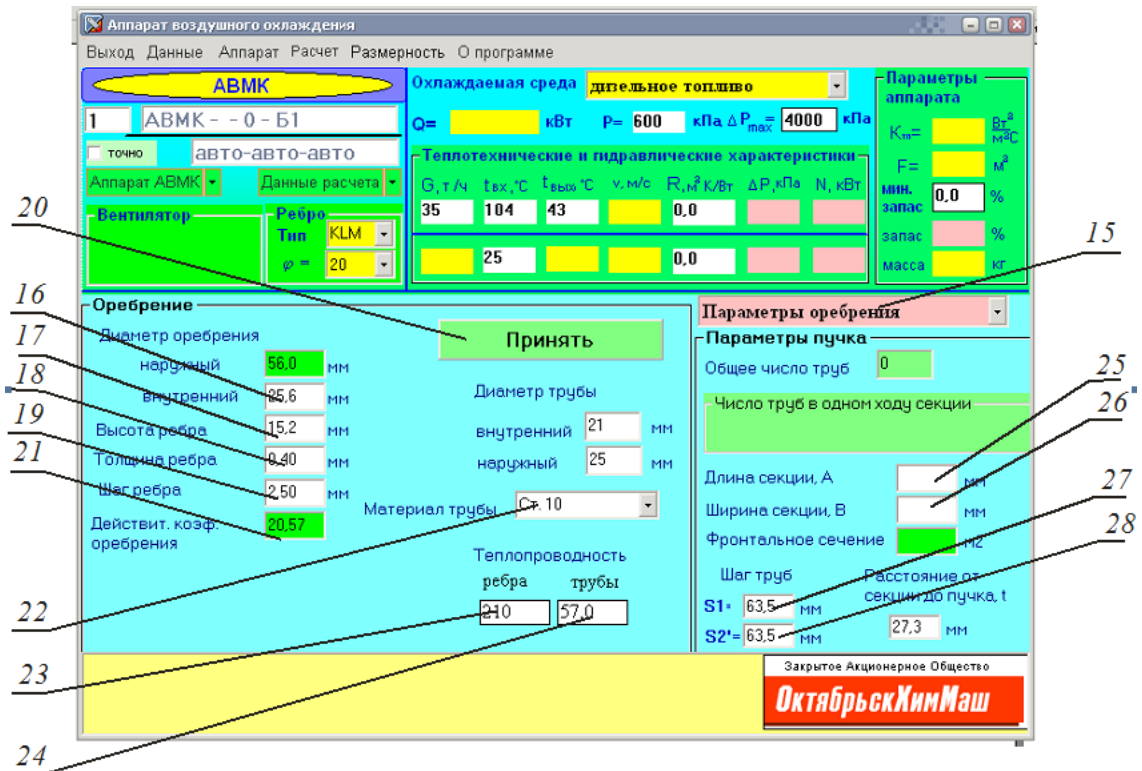 Аппарат воздушного охлаждения
Выход Данные Аппарат Расчет Размерность О программе
АВМК
1 АВМК - - 0 - Б1
точно авто-авто-авто
Аппарат АВМК Данные расчета
Вентилятор
Ребро
Тип KLM
φ = 20
Охлаждаемая среда дизельное топливо
Q= кВт P= 600 кПа Δ Pmax= 4000 кПа
Теплотехнические и гидравлические характеристики
G, т/ч tвх,°C tвых °C v, м/с R,м² К/Вт ΔP,кПа N, кВт
35 104 43 0,0
25 0,0
Параметры
аппарата
Km= Вт/м²С
F= м²
мин.
запас 0,0 %
запас %
масса кг
20
15
16
17
18
19
21
22
23
24
25
26
27
28
Оребрение
Диаметр оребрения
наружный 56,0 мм
внутренний 25,6 мм
Высота ребра 15,2 мм
Толщина ребра 0,40 мм
Шаг ребра 2,50 мм
Действит. коэф. 20,57
оребрения
Принять
Диаметр трубы
внутренний 21 мм
наружный 25 мм
Материал трубы Ст. 10
Теплопроводность
ребра трубы
210 57,0
Параметры оребрения
Параметры пучка
Общее число труб 0
Число труб в одном ходу секции
Длина секции, А мм
Ширина секции, В мм
Фронтальное сечение м2
Шаг труб
S1= 63,5 мм
S2'= 63,5 мм
Расстояние от
секции до пучка, t
27,3 мм
Закрытое Акционерное Общество
ОктябрьскХимМаш